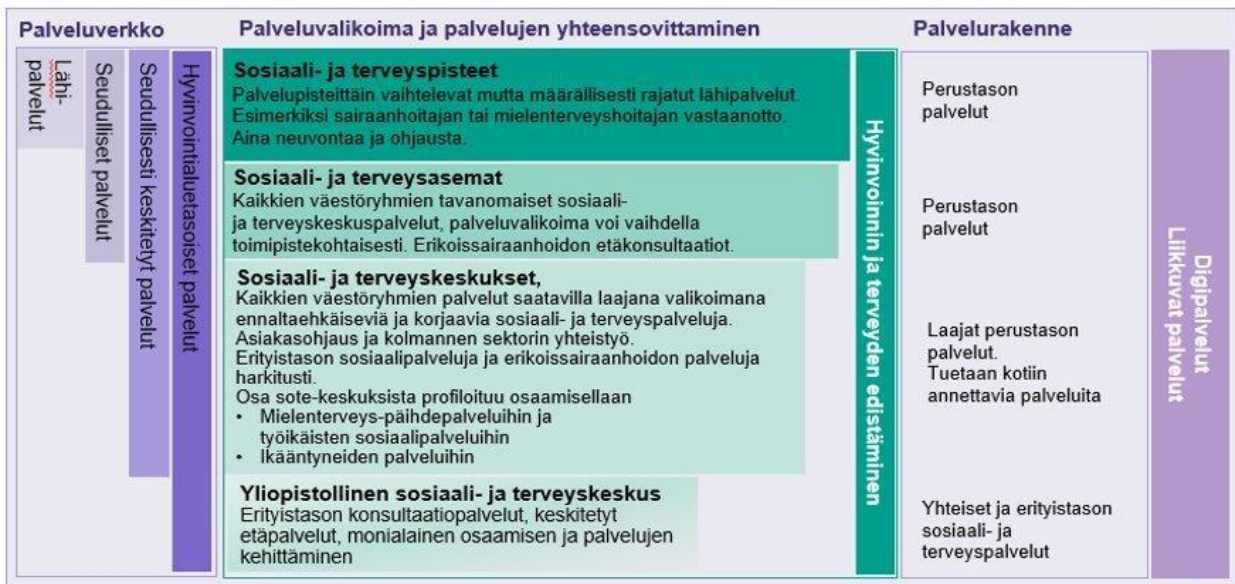 Palveluverkko
Palveluvalikoima ja palvelujen yhteensovittaminen
Palvelurakenne
Lähi-
palvelut
Seudulliset palvelut
Seudullisesti keskitetyt palvelut
Hyvinvointialuetasoiset palvelut
Sosiaali- ja terveyspisteet
Palvelupisteittäin vaihtelevat mutta määrällisesti rajatut lähipalvelut.
Esimerkiksi sairaanhoitajan tai mielenterveyshoitajan vastaanotto.
Aina neuvontaa ja ohjausta.
Sosiaali- ja terveysasemat
Kaikkien väestöryhmien tavanomaiset sosiaali-
ja terveyskeskuspalvelut, palveluvalikoima voi vaihdella
toimipistekohtaisesti. Erikoissairaanhoidon etäkonsultaatiot.
Sosiaali- ja terveyskeskukset,
Kaikkien väestöryhmien palvelut saatavilla laajana valikoimana
ennaltaehkäiseviä ja korjaavia sosiaali- ja terveyspalveluja.
Asiakasohjaus ja kolmannen sektorin yhteistyö.
Erityistason sosiaalipalveluja ja erikoissairaanhoidon palveluja
harkitusti.
Osa sote-keskuksista profiloituu osaamisellaan
• Mielenterveys-päihdepalveluihin ja
työikäisten sosiaalipalveluihin
• Ikääntyneiden palveluihin
Yliopistollinen sosiaali- ja terveyskeskus
Erityistason konsultaatiopalvelut, keskitetyt
etäpalvelut, monialainen osaamisen ja palvelujen
kehittäminen
Hyvinvoinnin ja terveyden edistäminen
Perustason
palvelut
Perustason
palvelut
Laajat perustason
palvelut.
Tuetaan kotiin
annettavia palveluita
Yhteiset ja erityistason
sosiaali- ja
terveyspalvelut
Digipalvelut
Liikkuvat palvelut